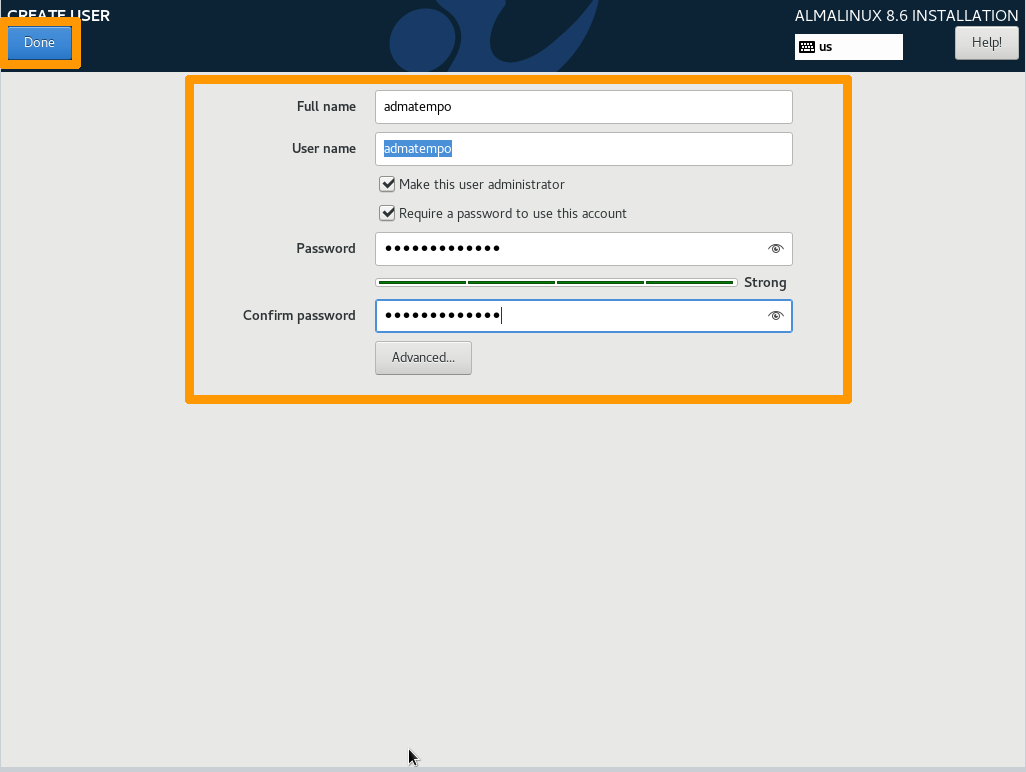 CREATE USER
ALMALINUX 8.6 INSTALLATION
Done
us
Help!
Full name admatempo
User name admatempo
Make this user administrator
Require a password to use this account
Password •••••••••••••
Strong
Confirm password •••••••••••••
Advanced...